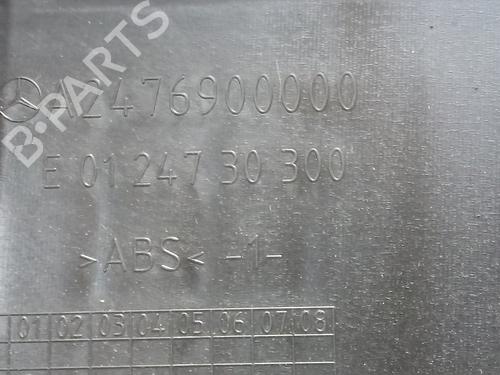 B-PARTS
A2476900000
E 01 247 30 300
>ABS< -1-
01 02 03 04 05 06 07 08